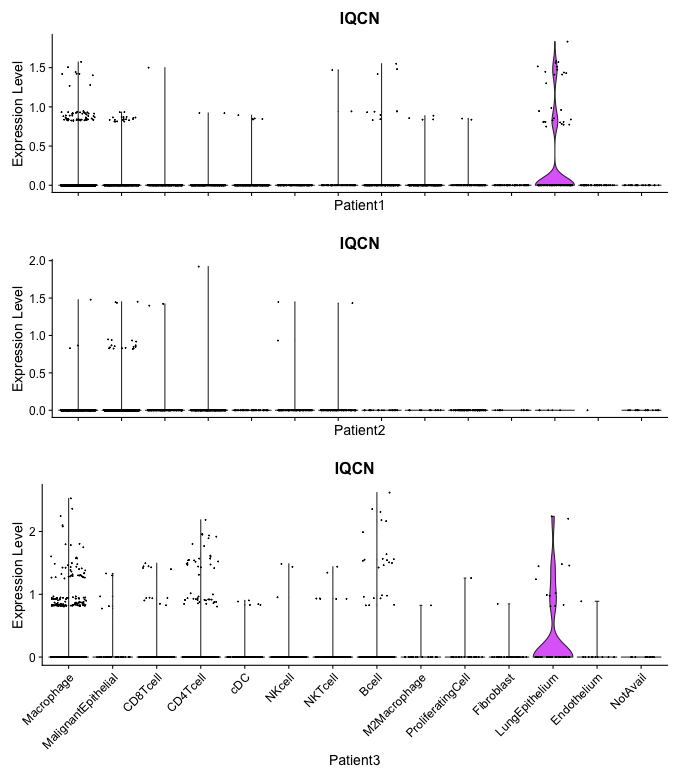 IQCN
Expression Level
1.5
1.0
0.5
0.0
Patient1
IQCN
Expression Level
2.0
1.5
1.0
0.5
0.0
Patient2
IQCN
Expression Level
2
1
0
Macrophage
MalignantEpithelial
CD8Tcell
CD4Tcell
cDC
NKcell
NKTcell
Bcell
M2Macrophage
ProliferatingCell
Fibroblast
LungEpithelium
Endothelium
NotAvail
Patient3